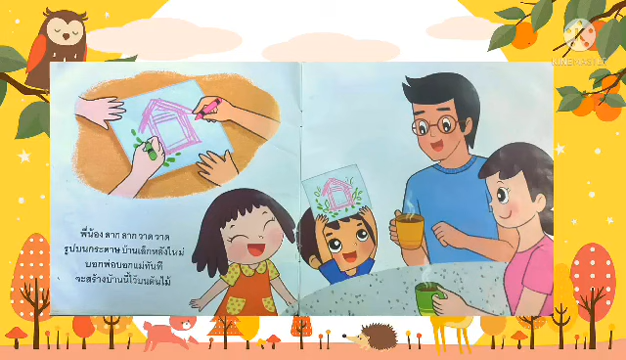 พี่น้อง ลาก ลาก วาด วาด
รูปบนกระดาษ บ้านเล็กหลังใหม่
บอกพ่อบอกแม่ทันที
จะสร้างบ้านนี้ไว้บนต้นไม้
KINEMASTER